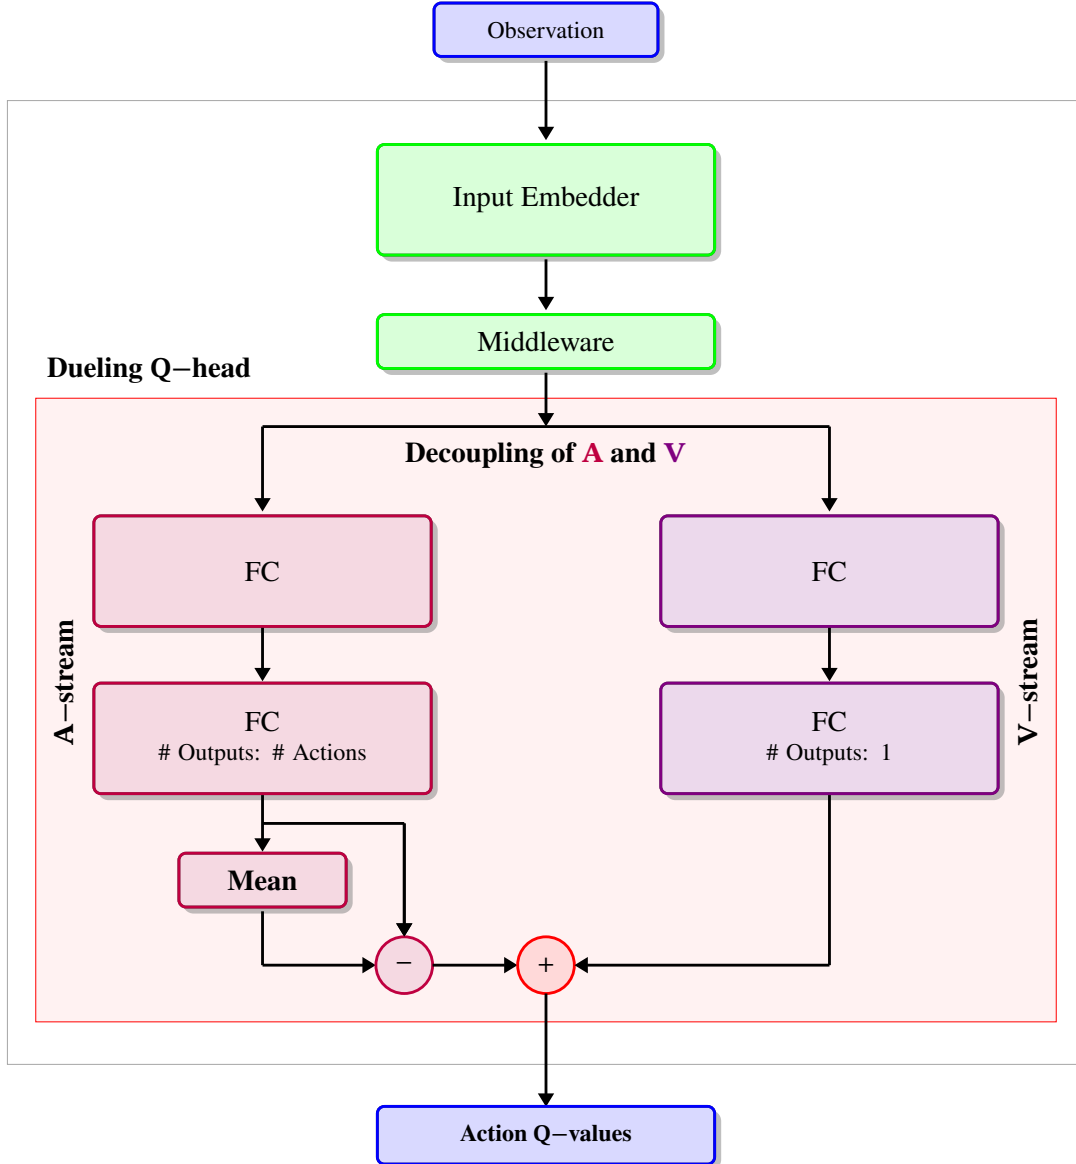 Observation
Input Embedder
Middleware
Dueling Q−head
Decoupling of A and V
FC
FC
A−stream
V−stream
FC
# Outputs: # Actions
FC
# Outputs: 1
Mean
−
+
Action Q−values